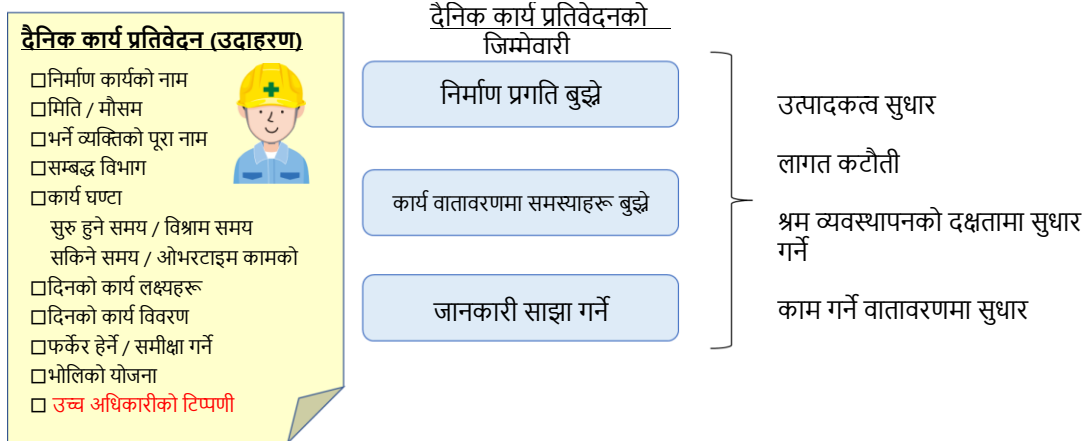 दैनिक कार्य प्रतिवेदन (उदाहरण)
□निर्माण कार्यको नाम
□मिति / मौसम
□भर्ने व्यक्तिको पूरा नाम
□सम्बद्ध विभाग
□कार्य घण्टा
सुरु हुने समय / विश्राम समय
सकिने समय / ओभरटाइम कामको
□दिनको कार्य लक्ष्यहरू
□दिनको कार्य विवरण
□फर्केर हेर्ने / समीक्षा गर्ने
□भोलिको योजना
□ उच्च अधिकारीको टिप्पणी
दैनिक कार्य प्रतिवेदनको
जिम्मेवारी
निर्माण प्रगति बुझ्ने
कार्य वातावरणमा समस्याहरू बुझ्ने
जानकारी साझा गर्ने
उत्पादकत्व सुधार
लागत कटौती
श्रम व्यवस्थापनको दक्षतामा सुधार
गर्ने
काम गर्ने वातावरणमा सुधार